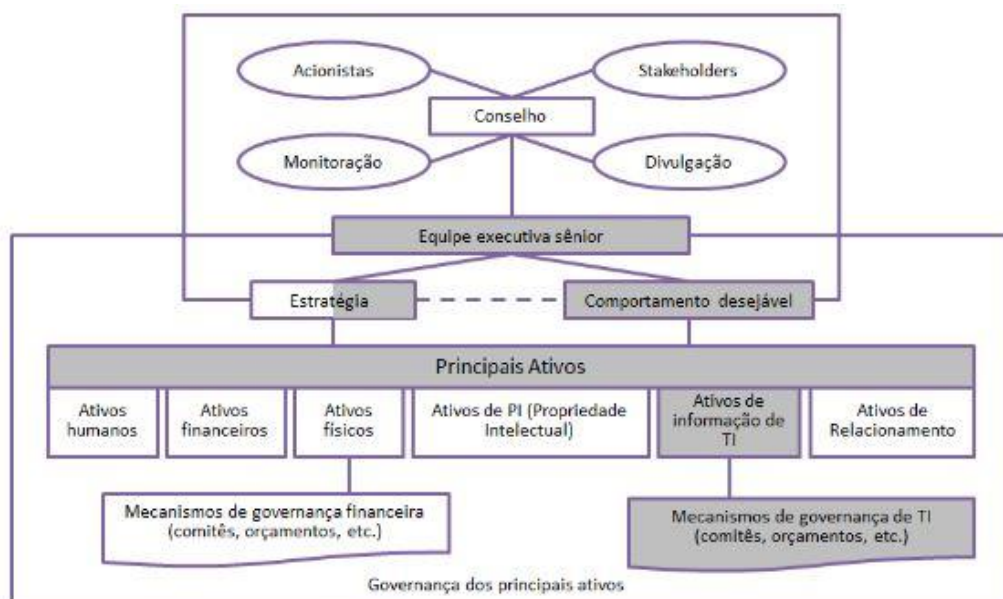 Acionistas
Stakeholders
Conselho
Monitoração
Divulgação
Equipe executiva sênior
Estratégia
Comportamento desejável
Principais Ativos
Ativos
humanos
Ativos
financeiros
Ativos
físicos
Ativos de PI (Propriedade
Intelectual)
Ativos de
informação de
TI
Ativos de
Relacionamento
Mecanismos de governança financeira
(comitês, orçamentos, etc.)
Mecanismos de governança de TI
(comitês, orçamentos, etc.)
Governança dos principais ativos